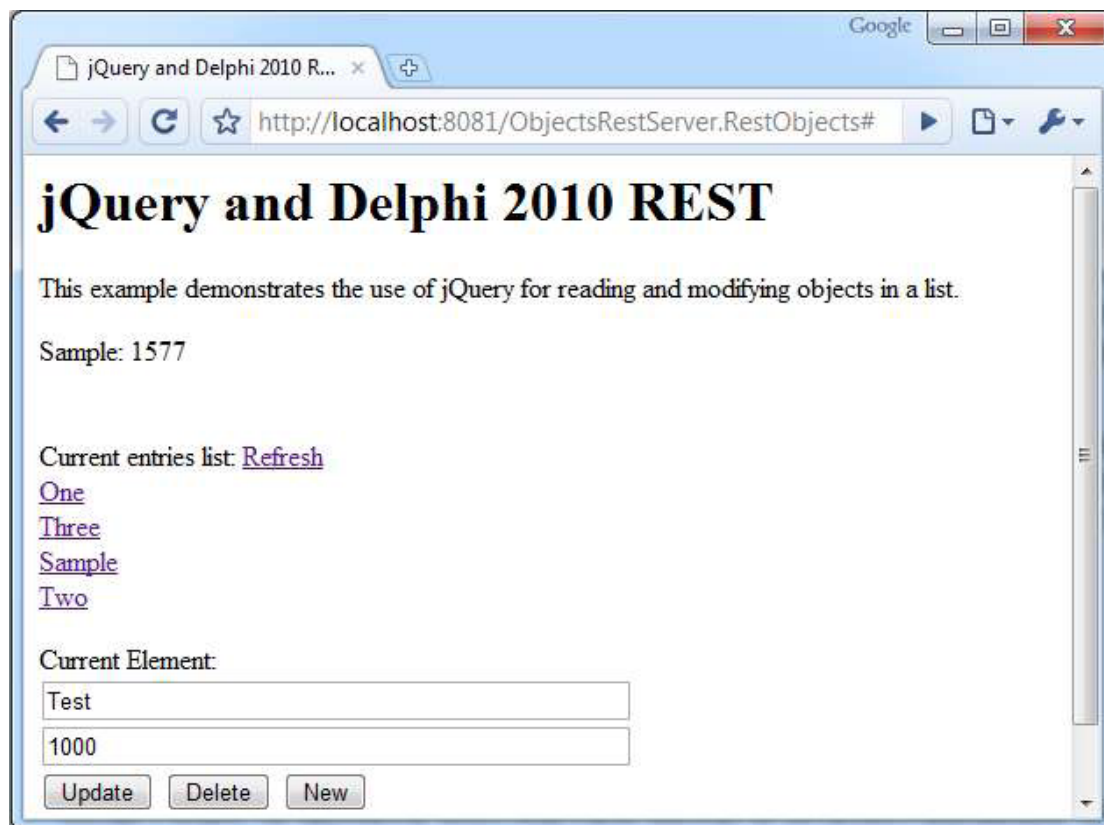 Google
jQuery and Delphi 2010 R...
http://localhost:8081/ObjectsRestServer.RestObjects#
jQuery and Delphi 2010 REST
This example demonstrates the use of jQuery for reading and modifying objects in a list.
Sample: 1577
Current entries list: Refresh
One
Three
Sample
Two
Current Element:
Test
1000
Update Delete New